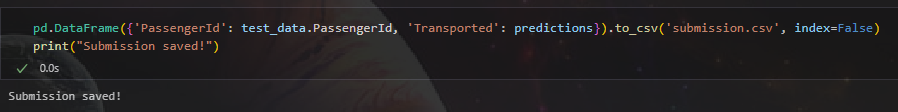 pd.DataFrame({'PassengerId': test_data.PassengerId, 'Transported': predictions}).to_csv('submission.csv', index=False)
print("Submission saved!")
0.0s
Submission saved!